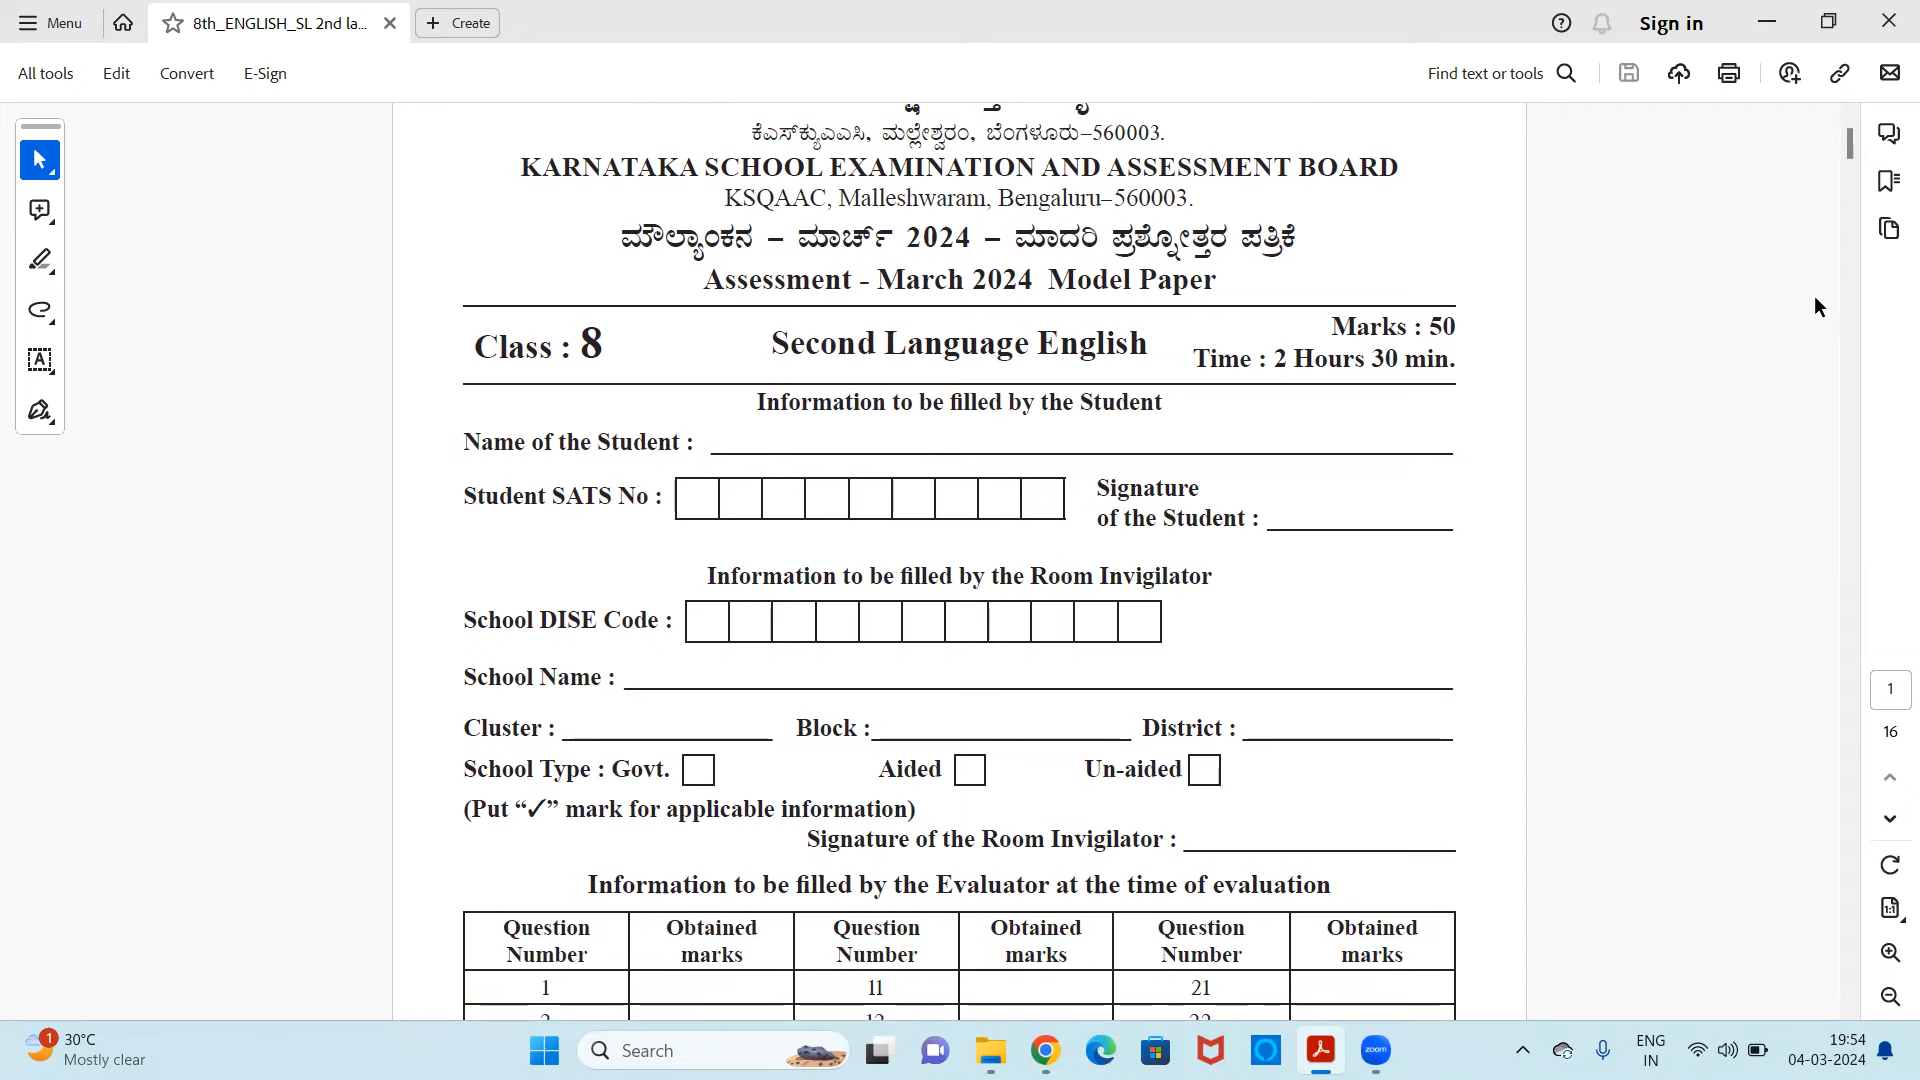 Menu
8th_ENGLISH_SL 2nd la...
Create
Sign in
All tools
Edit
Convert
E-Sign
Find text or tools
ಕೆಎಸ್‌ಕ್ಯುಎಎಸಿ, ಮಲ್ಲೇಶ್ವರಂ, ಬೆಂಗಳೂರು–560003.
KARNATAKA SCHOOL EXAMINATION AND ASSESSMENT BOARD
KSQAAC, Malleshwaram, Bengaluru–560003.
ಮೌಲ್ಯಾಂಕನ – ಮಾರ್ಚ್ 2024 – ಮಾದರಿ ಪ್ರಶ್ನೋತ್ತರ ಪತ್ರಿಕೆ
Assessment - March 2024 Model Paper
Class : 8
Second Language English
Marks : 50
Time : 2 Hours 30 min.
Information to be filled by the Student
Name of the Student :
Student SATS No :
Signature
of the Student :
Information to be filled by the Room Invigilator
School DISE Code :
School Name :
Cluster : Block : District :
School Type : Govt. Aided Un-aided
(Put “✓” mark for applicable information)
Signature of the Room Invigilator :
Information to be filled by the Evaluator at the time of evaluation
Question Number Obtained marks Question Number Obtained marks Question Number Obtained marks
1 11 21
2 12 22
1
16
1
30°C
Mostly clear
Search
zoom
ENG
IN
19:54
04-03-2024